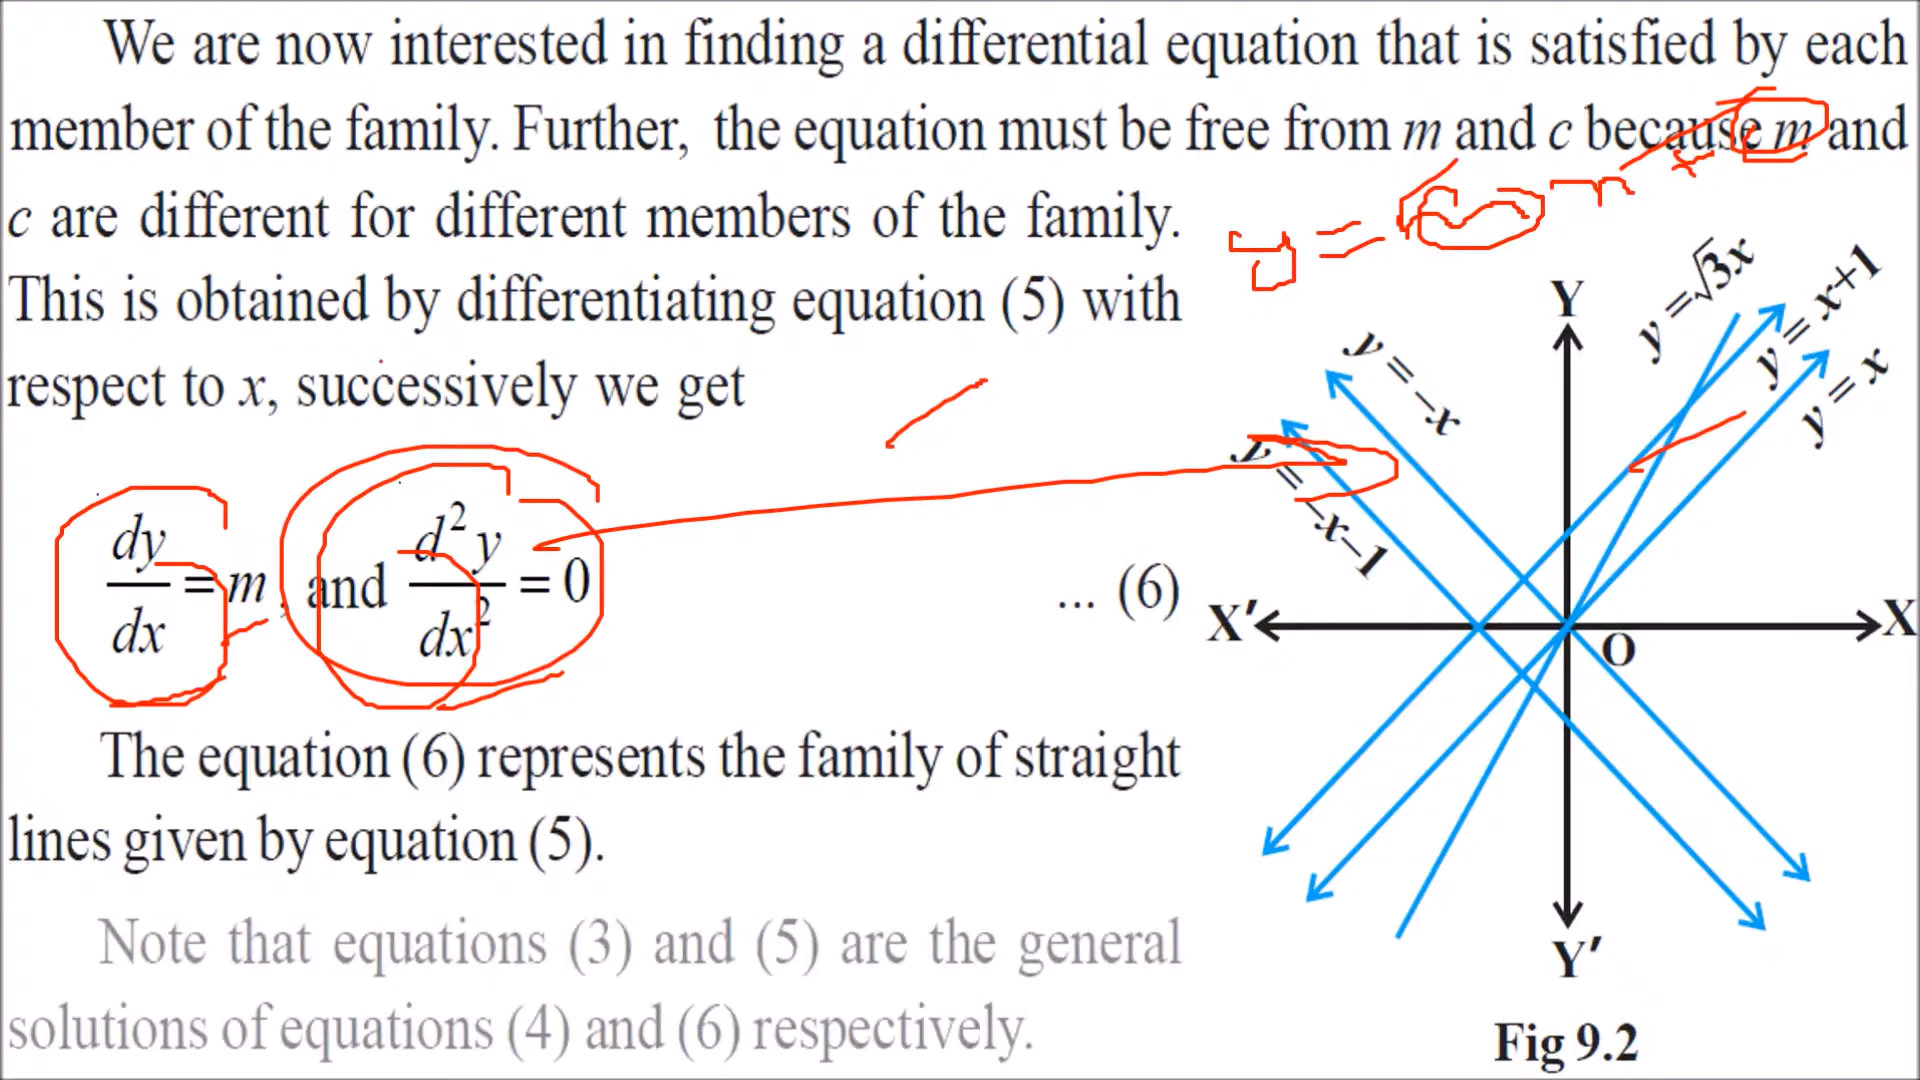 We are now interested in finding a differential equation that is satisfied by each
member of the family. Further, the equation must be free from m and c because m and
c are different for different members of the family.
This is obtained by differentiating equation (5) with
respect to x, successively we get
dy/dx = m, and d²y/dx² = 0 ... (6)
The equation (6) represents the family of straight
lines given by equation (5).
Note that equations (3) and (5) are the general
solutions of equations (4) and (6) respectively.
y =
Y
y = √3x
y = x+1
y = x
y = –x
y = –x–1
X′
X
O
Y′
Fig 9.2